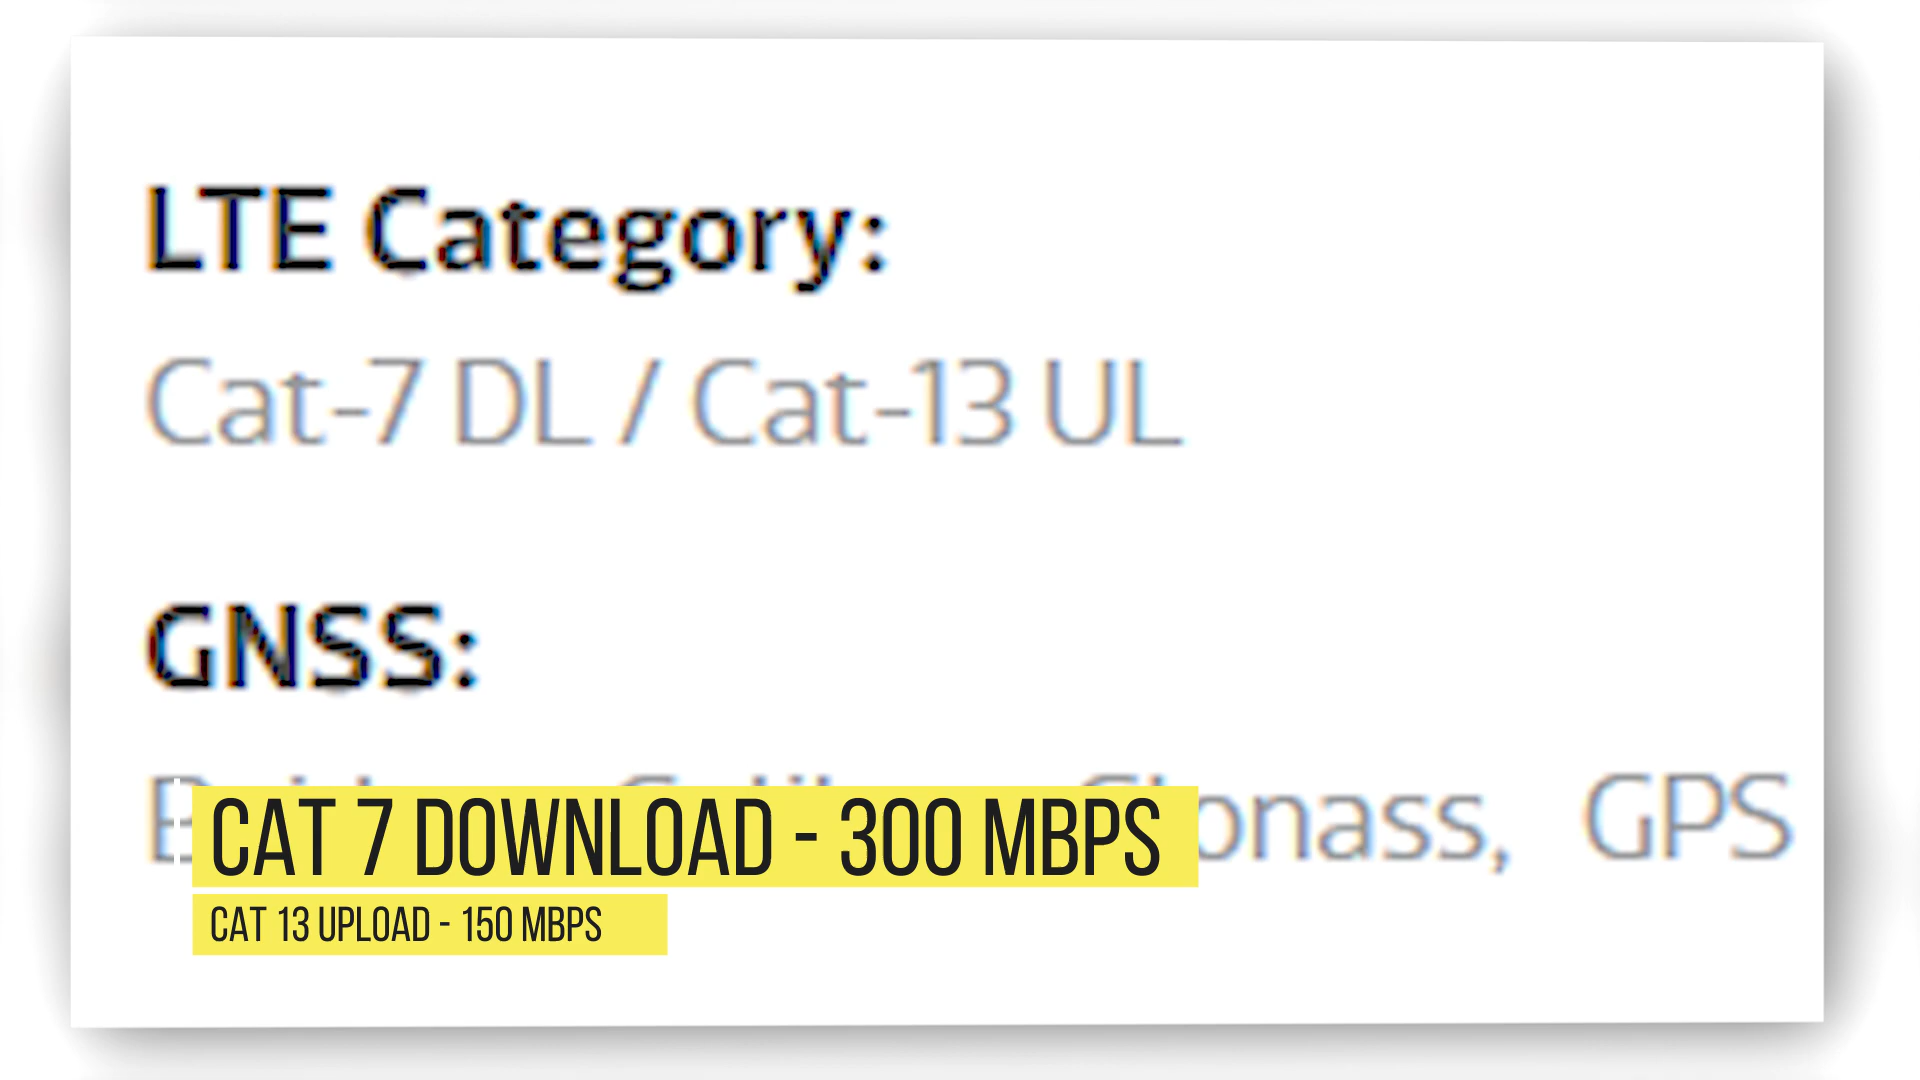 LTE Category:
Cat-7 DL / Cat-13 UL
GNSS:
GPS
CAT 7 DOWNLOAD - 300 MBPS
CAT 13 UPLOAD - 150 MBPS